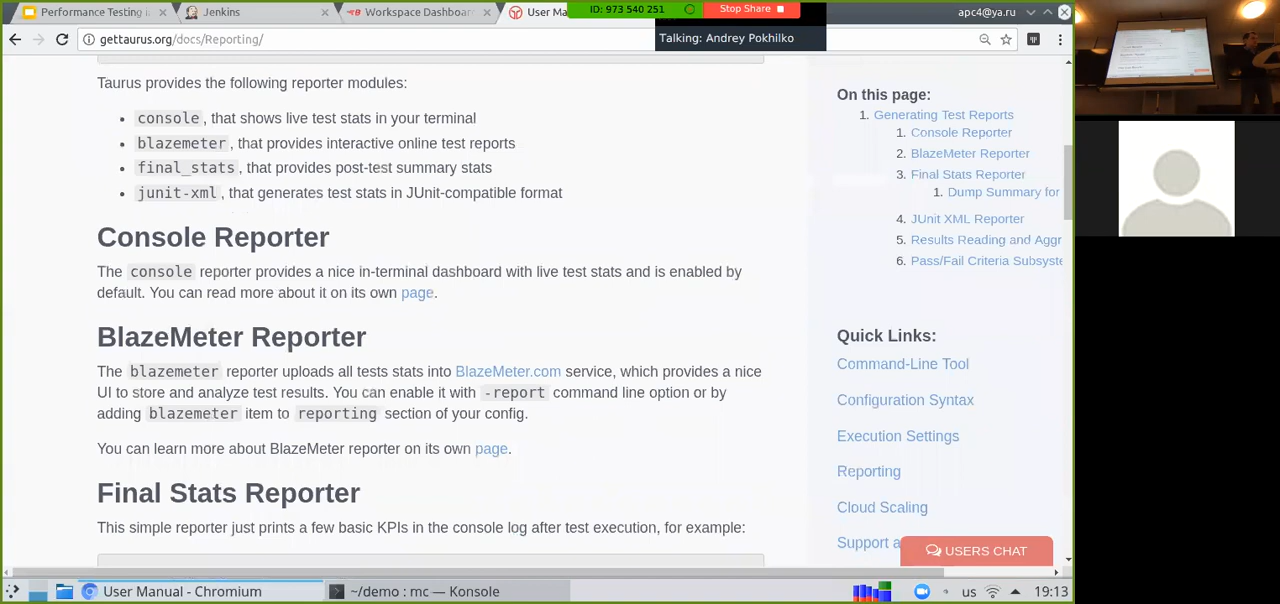 Performance Testing in
Jenkins
Workspace Dashboar
User Ma
ID: 973 540 251
Stop Share
apc4@ya.ru
Talking: Andrey Pokhilko
gettaurus.org/docs/Reporting/
Taurus provides the following reporter modules:
console , that shows live test stats in your terminal
blazemeter , that provides interactive online test reports
final_stats , that provides post-test summary stats
junit-xml , that generates test stats in JUnit-compatible format
Console Reporter
The console reporter provides a nice in-terminal dashboard with live test stats and is enabled by
default. You can read more about it on its own page.
BlazeMeter Reporter
The blazemeter reporter uploads all tests stats into BlazeMeter.com service, which provides a nice
UI to store and analyze test results. You can enable it with -report command line option or by
adding blazemeter item to reporting section of your config.
You can learn more about BlazeMeter reporter on its own page.
Final Stats Reporter
This simple reporter just prints a few basic KPIs in the console log after test execution, for example:
On this page:
1. Generating Test Reports
1. Console Reporter
2. BlazeMeter Reporter
3. Final Stats Reporter
1. Dump Summary for
4. JUnit XML Reporter
5. Results Reading and Aggr
6. Pass/Fail Criteria Subsyste
Quick Links:
Command-Line Tool
Configuration Syntax
Execution Settings
Reporting
Cloud Scaling
Support a
USERS CHAT
User Manual - Chromium
~/demo : mc — Konsole
us
19:13